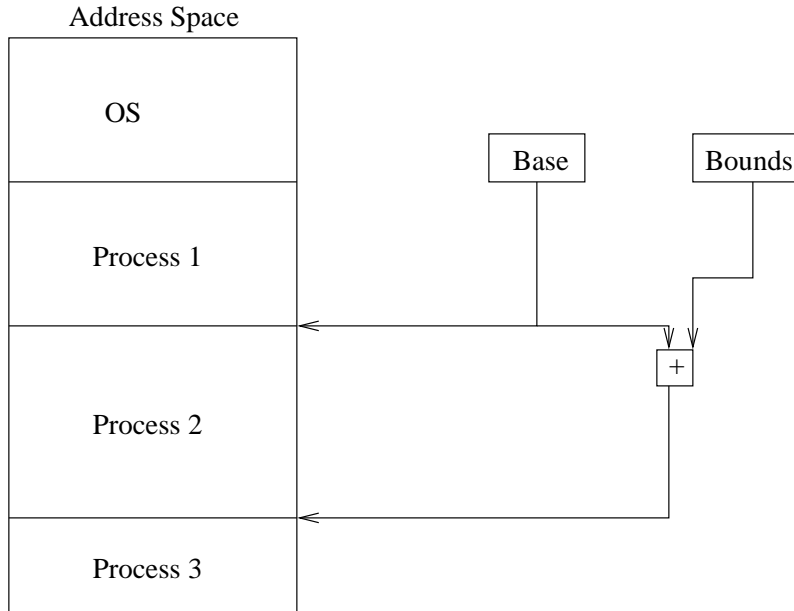 Address Space
OS
Base
Bounds
Process 1
+
Process 2
Process 3